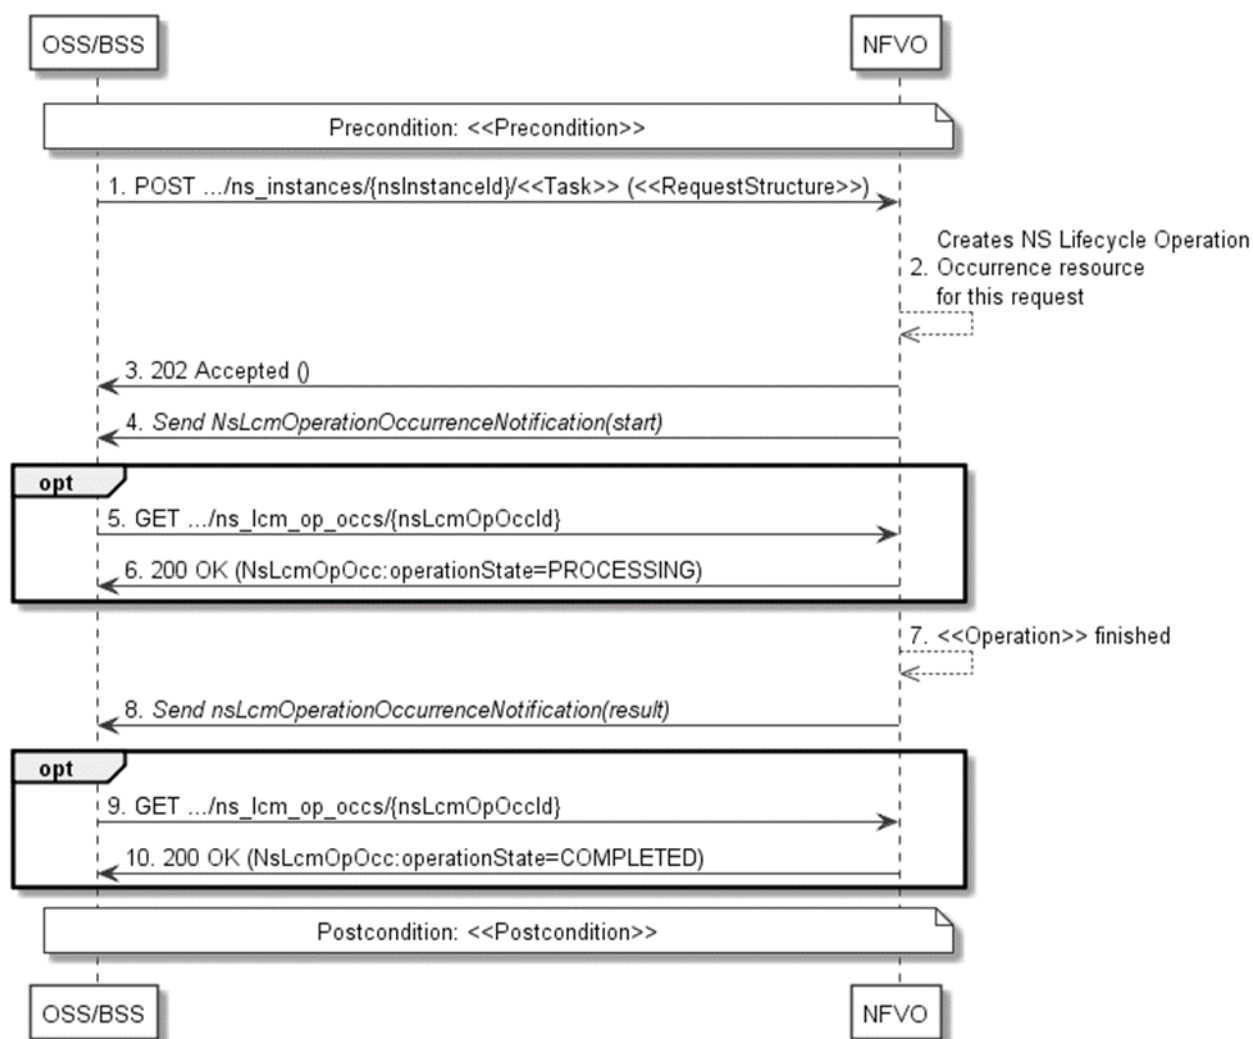 OSS/BSS
NFVO
Precondition: <<Precondition>>
1. POST .../ns_instances/{nsInstanceId}/<<Task>> (<<RequestStructure>>)
Creates NS Lifecycle Operation
2. Occurrence resource
for this request
3. 202 Accepted ()
4. Send NsLcmOperationOccurrenceNotification(start)
opt
5. GET .../ns_lcm_op_occs/{nsLcmOpOccId}
6. 200 OK (NsLcmOpOcc:operationState=PROCESSING)
7. <<Operation>> finished
8. Send nsLcmOperationOccurrenceNotification(result)
opt
9. GET .../ns_lcm_op_occs/{nsLcmOpOccId}
10. 200 OK (NsLcmOpOcc:operationState=COMPLETED)
Postcondition: <<Postcondition>>
OSS/BSS
NFVO